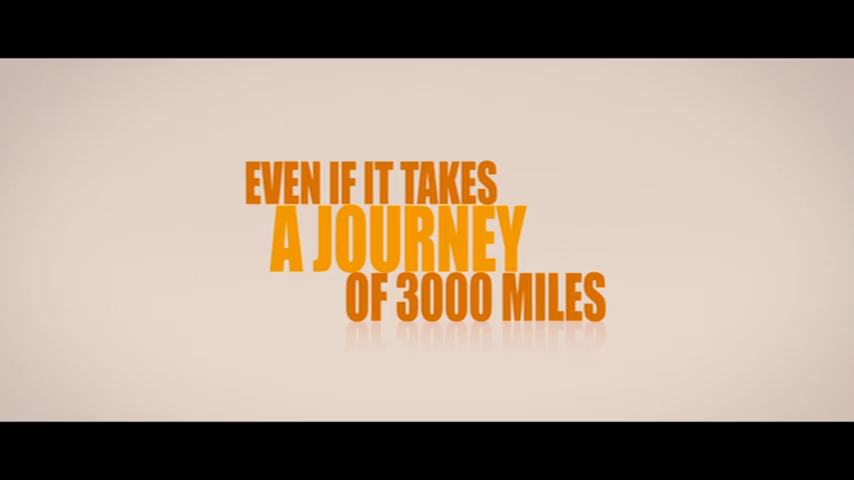 EVEN IF IT TAKES
A JOURNEY
OF 3000 MILES